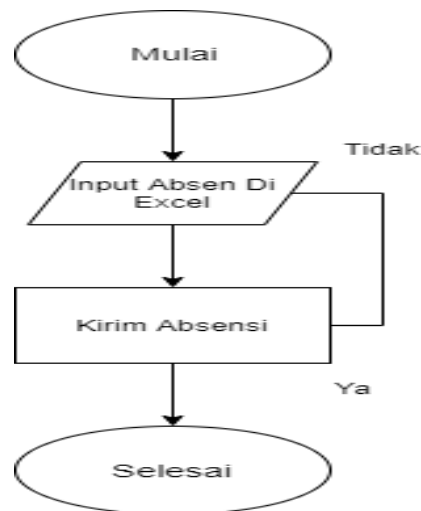 Mulai
Tidak
Input Absen Di
Excel
Kirim Absensi
Ya
Selesai